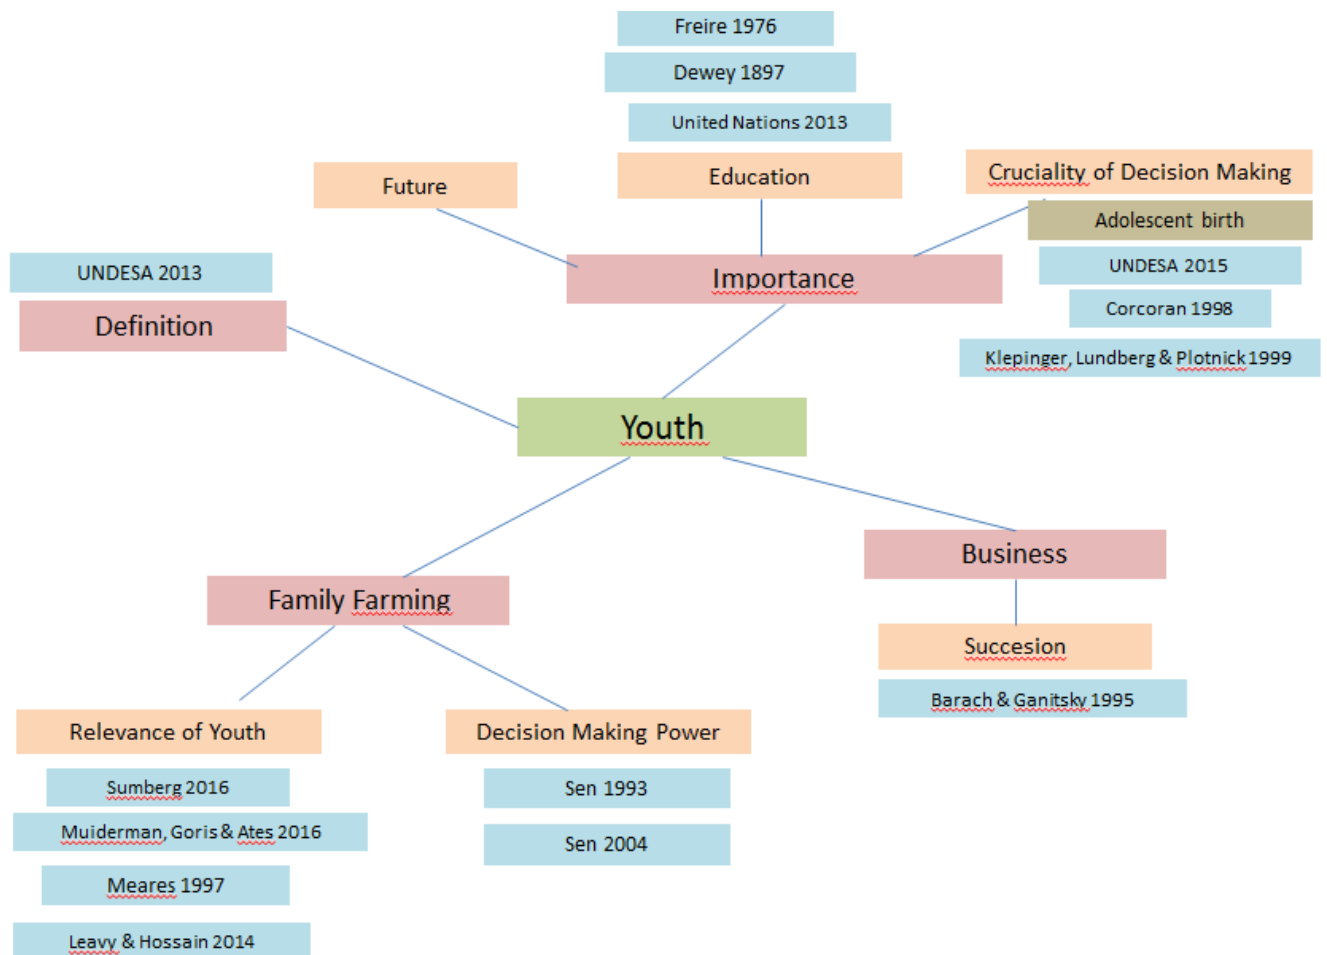 Freire 1976
Dewey 1897
United Nations 2013
Education
Future
Cruciality of Decision Making
Adolescent birth
UNDESA 2015
Corcoran 1998
Klepinger, Lundberg & Plotnick 1999
Importance
UNDESA 2013
Definition
Youth
Business
Succesion
Barach & Ganitsky 1995
Family Farming
Relevance of Youth
Sumberg 2016
Muiderman, Goris & Ates 2016
Meares 1997
Leavy & Hossain 2014
Decision Making Power
Sen 1993
Sen 2004